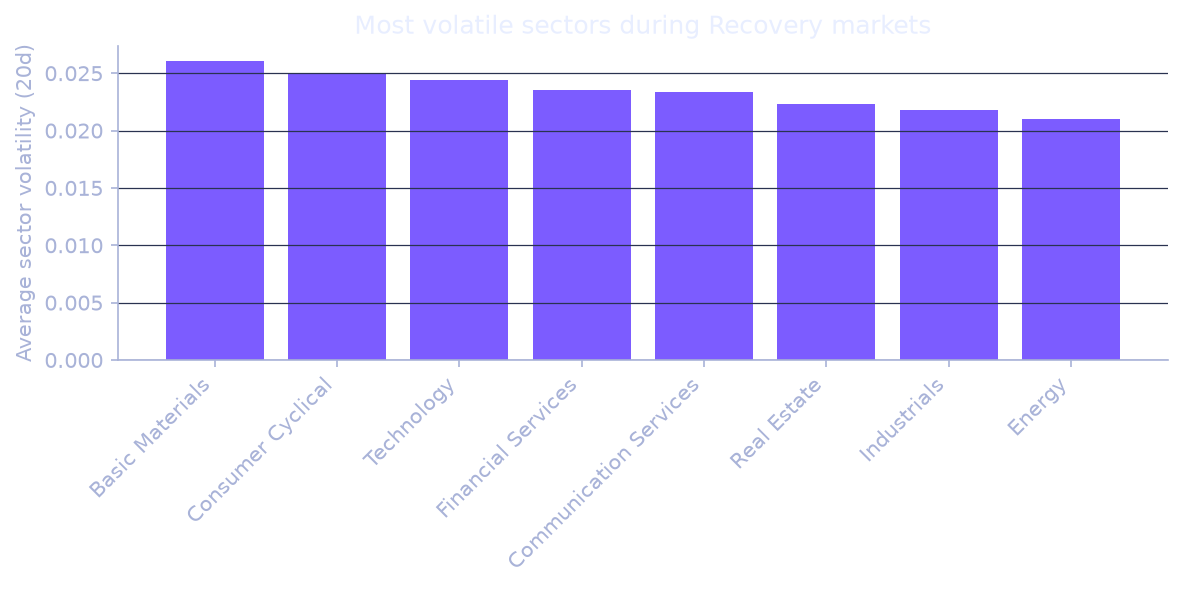 Most volatile sectors during Recovery markets
Average sector volatility (20d)
0.025
0.020
0.015
0.010
0.005
0.000
Basic Materials
Consumer Cyclical
Technology
Financial Services
Communication Services
Real Estate
Industrials
Energy